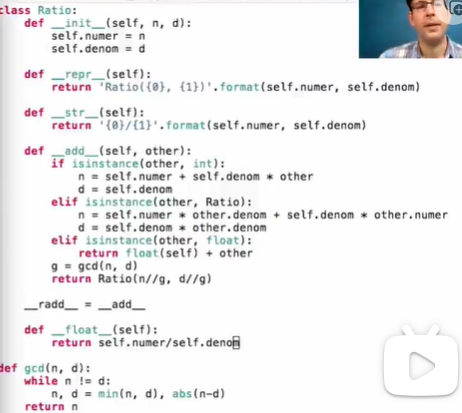 class Ratio:
    def __init__(self, n, d):
        self.numer = n
        self.denom = d
    def __repr__(self):
        return 'Ratio({0}, {1})'.format(self.numer, self.denom)
    def __str__(self):
        return '{0}/{1}'.format(self.numer, self.denom)
    def __add__(self, other):
        if isinstance(other, int):
            n = self.numer + self.denom * other
            d = self.denom
        elif isinstance(other, Ratio):
            n = self.numer * other.denom + self.denom * other.numer
            d = self.denom * other.denom
        elif isinstance(other, float):
            return float(self) + other
        g = gcd(n, d)
        return Ratio(n//g, d//g)
    __radd__ = __add__
    def __float__(self):
        return self.numer/self.denom
def gcd(n, d):
    while n != d:
        n, d = min(n, d), abs(n-d)
    return n